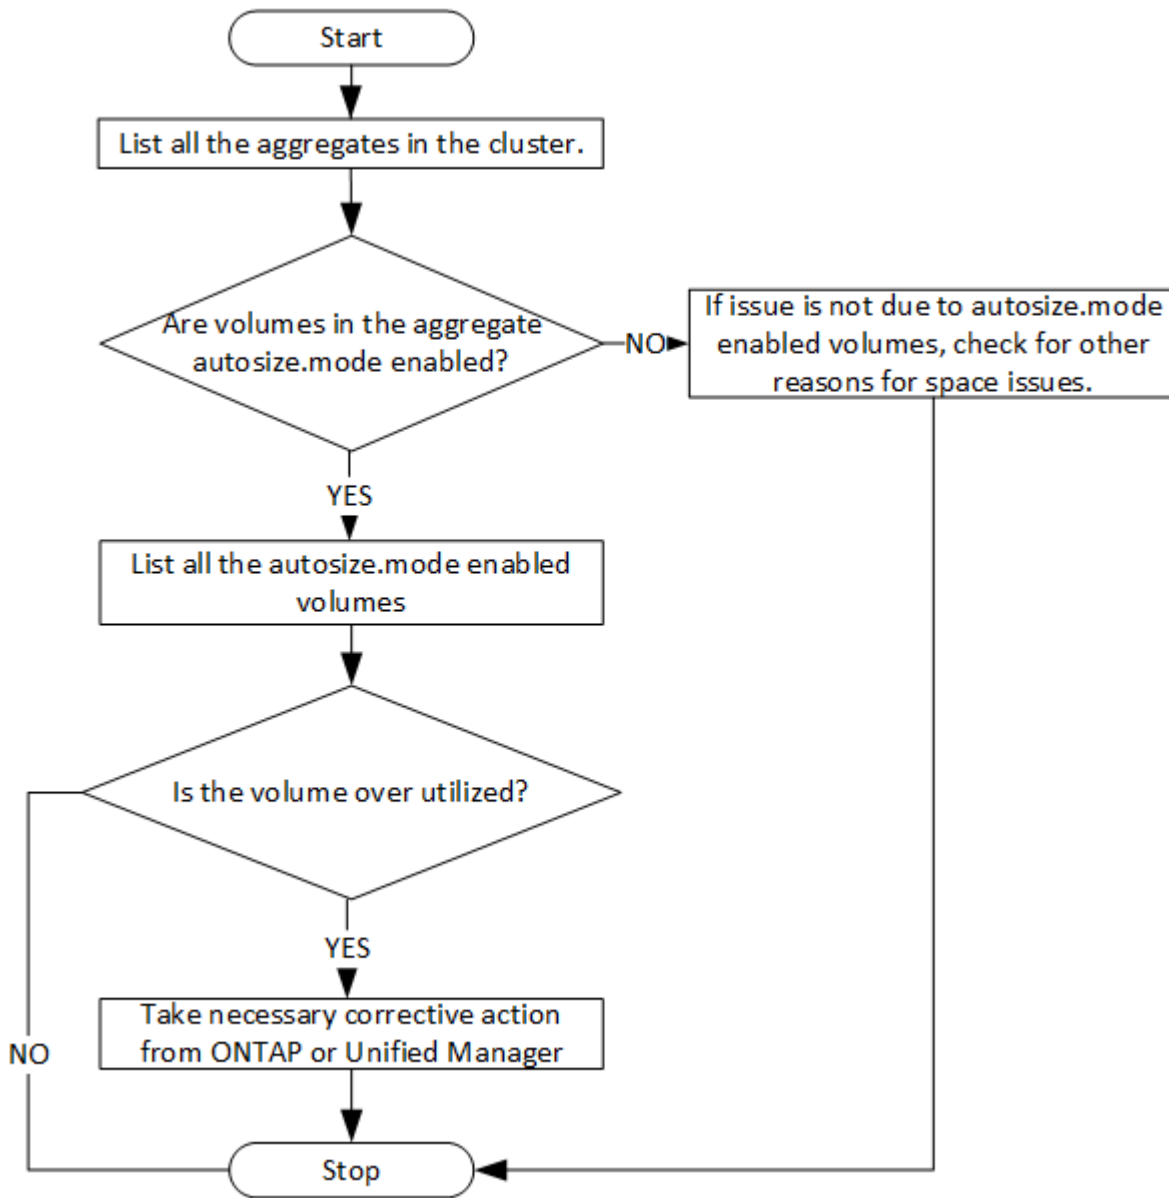 Start
List all the aggregates in the cluster.
Are volumes in the aggregate
autosize.mode enabled?
NO
If issue is not due to autosize.mode
enabled volumes, check for other
reasons for space issues.
YES
List all the autosize.mode enabled
volumes
Is the volume over utilized?
YES
Take necessary corrective action
from ONTAP or Unified Manager
NO
Stop